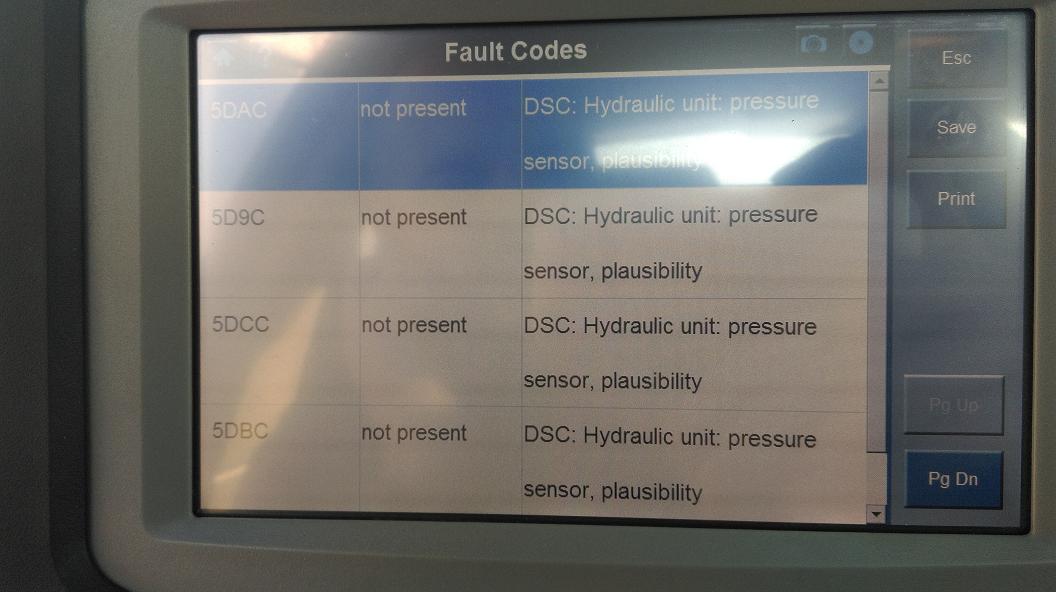 Fault Codes
Esc
Save
Print
5DAC not present DSC: Hydraulic unit: pressure
sensor, plausibility
5D9C not present DSC: Hydraulic unit: pressure
sensor, plausibility
5DCC not present DSC: Hydraulic unit: pressure
sensor, plausibility
5DBC not present DSC: Hydraulic unit: pressure
sensor, plausibility
Pg Up
Pg Dn